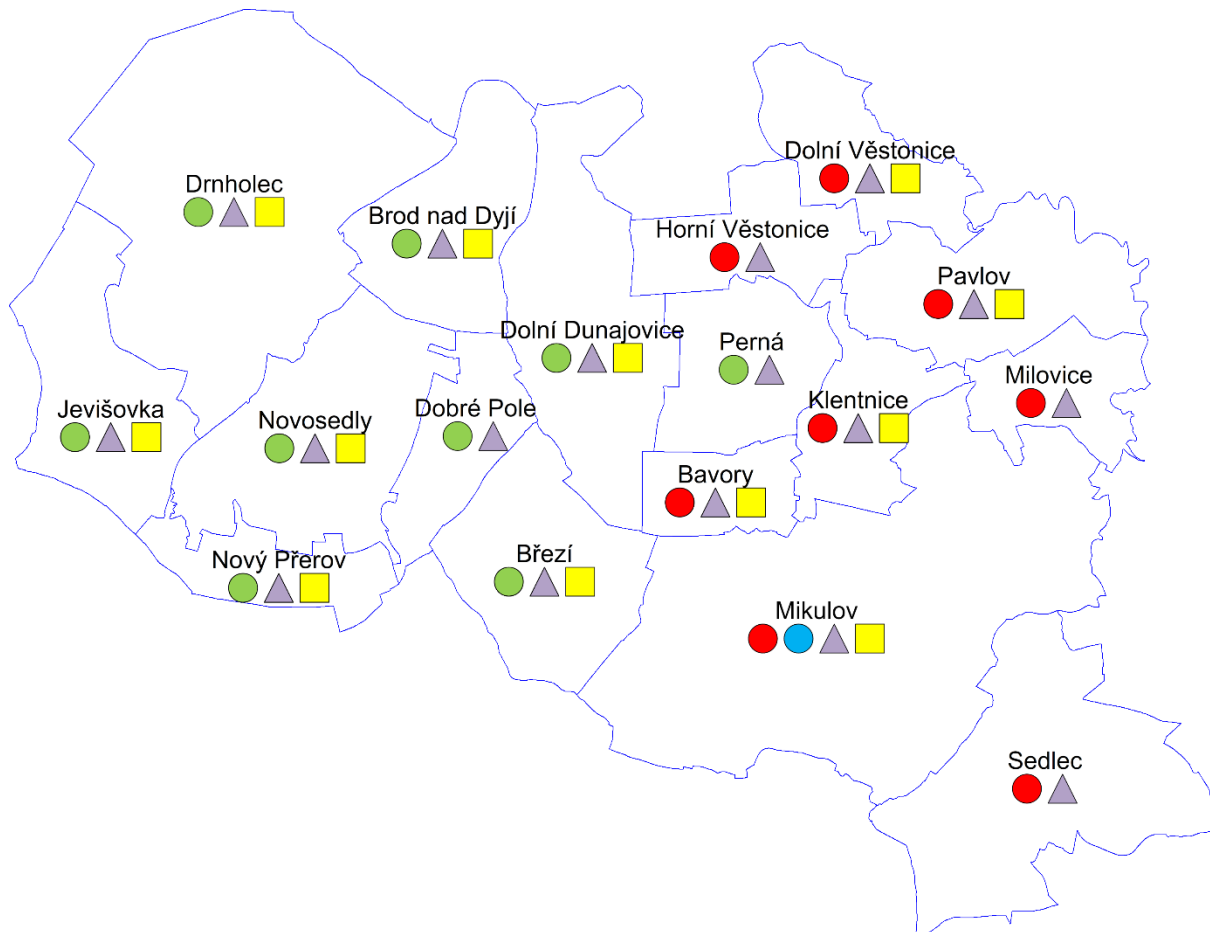 Dolní Věstonice
Drnholec
Brod nad Dyjí
Horní Věstonice
Pavlov
Dolní Dunajovice
Perná
Milovice
Klentnice
Jevišovka
Novosedly
Dobré Pole
Bavory
Nový Přerov
Březí
Mikulov
Sedlec